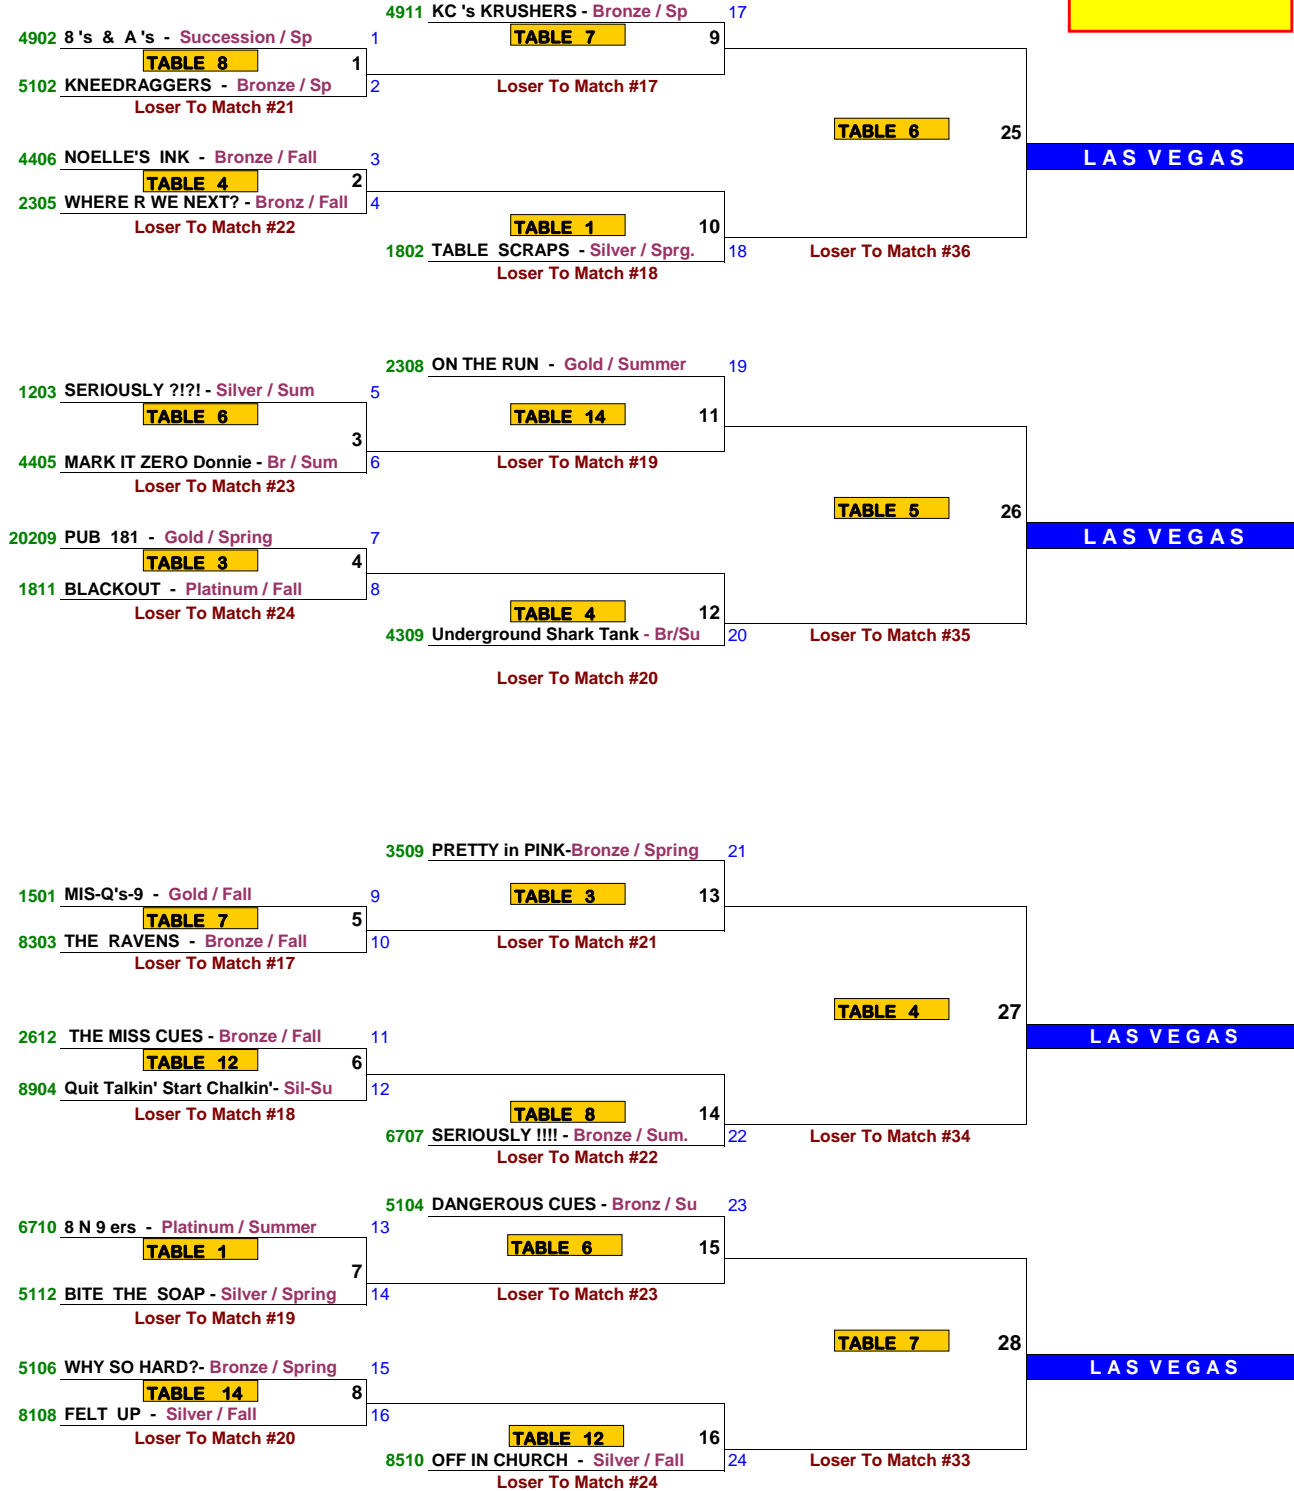 4911 KC 's KRUSHERS - Bronze / Sp 17
4902 8 's & A 's - Succession / Sp 1 TABLE 7 9
TABLE 8 1
5102 KNEEDRAGGERS - Bronze / Sp 2 Loser To Match #17
Loser To Match #21
TABLE 6 25
4406 NOELLE'S INK - Bronze / Fall 3 LAS VEGAS
TABLE 4 2
2305 WHERE R WE NEXT? - Bronz / Fall 4
Loser To Match #22 TABLE 1 10
1802 TABLE SCRAPS - Silver / Sprg. 18 Loser To Match #36
Loser To Match #18
2308 ON THE RUN - Gold / Summer 19
1203 SERIOUSLY ?!?! - Silver / Sum 5
TABLE 6 TABLE 14 11
3
4405 MARK IT ZERO Donnie - Br / Sum 6 Loser To Match #19
Loser To Match #23
TABLE 5 26
20209 PUB 181 - Gold / Spring 7 LAS VEGAS
TABLE 3 4
1811 BLACKOUT - Platinum / Fall 8
Loser To Match #24 TABLE 4 12
4309 Underground Shark Tank - Br/Su 20 Loser To Match #35
Loser To Match #20
3509 PRETTY in PINK-Bronze / Spring 21
1501 MIS-Q's-9 - Gold / Fall 9 TABLE 3 13
TABLE 7 5
8303 THE RAVENS - Bronze / Fall 10 Loser To Match #21
Loser To Match #17
TABLE 4 27
2612 THE MISS CUES - Bronze / Fall 11 LAS VEGAS
TABLE 12 6
8904 Quit Talkin' Start Chalkin'- Sil-Su 12
Loser To Match #18 TABLE 8 14
6707 SERIOUSLY !!!! - Bronze / Sum. 22 Loser To Match #34
Loser To Match #22
5104 DANGEROUS CUES - Bronz / Su 23
6710 8 N 9 ers - Platinum / Summer 13
TABLE 1 TABLE 6 15
7
5112 BITE THE SOAP - Silver / Spring 14 Loser To Match #23
Loser To Match #19
TABLE 7 28
5106 WHY SO HARD?- Bronze / Spring 15 LAS VEGAS
TABLE 14 8
8108 FELT UP - Silver / Fall 16
Loser To Match #20 TABLE 12 16
8510 OFF IN CHURCH - Silver / Fall 24 Loser To Match #33
Loser To Match #24